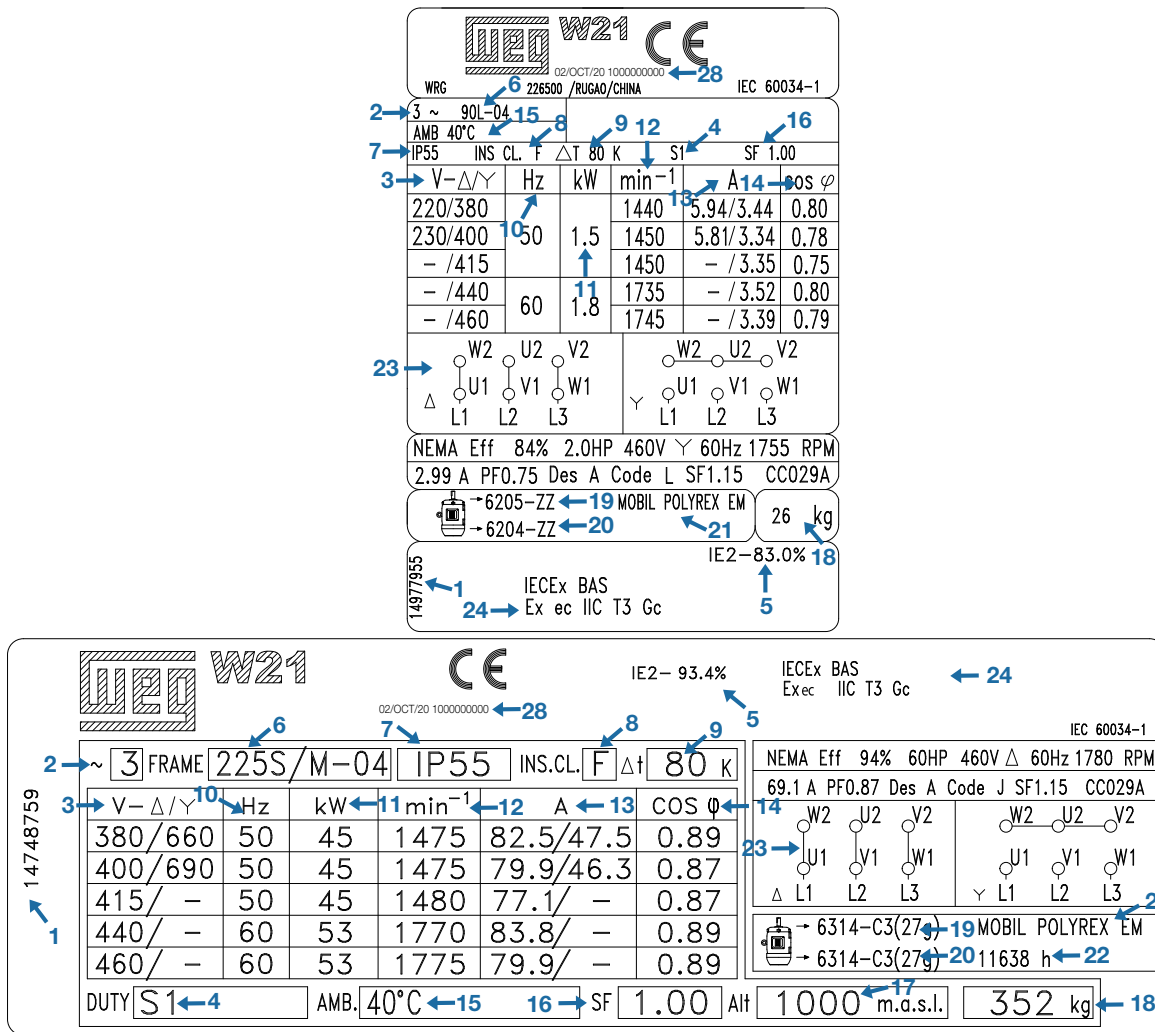 WEG W21 CE
02/OCT/20 1000000000 28
WRG 226500 /RUGAO/CHINA IEC 60034-1
6
2 3 ~ 90L-04
AMB 40°C 15 8 9 12 4 16
7 IP55 INS CL. F △T 80 K S1 SF 1.00
3 V-△/Y Hz kW min⁻¹ 13 A 14 cos φ
220/380 10 1440 5.94/3.44 0.80
230/400 50 1.5 1450 5.81/3.34 0.78
- /415 11 1450 - /3.35 0.75
- /440 60 1.8 1735 - /3.52 0.80
- /460 1745 - /3.39 0.79
23
W2 U2 V2 W2 U2 V2
U1 V1 W1 U1 V1 W1
△ L1 L2 L3 Y L1 L2 L3
NEMA Eff 84% 2.0HP 460V Y 60Hz 1755 RPM
2.99 A PF0.75 Des A Code L SF1.15 CC029A
6205-ZZ 19 MOBIL POLYREX EM
6204-ZZ 20 21
26 kg 18
IE2-83.0%
5
14977955 1
IECEx BAS
24 Ex ec IIC T3 Gc
WEG W21 CE
02/OCT/20 1000000000 28
IE2- 93.4%
5
IECEx BAS
Exec IIC T3 Gc 24
IEC 60034-1
6 7 8 9
2 ~ 3 FRAME 225S/M-04 IP55 INS.CL. F △t 80 K
3 V- △/Y 10 Hz kW 11 min⁻¹ 12 A 13 COS φ 14
380/660 50 45 1475 82.5/47.5 0.89
400/690 50 45 1475 79.9/46.3 0.87
415/ - 50 45 1480 77.1/ - 0.87
440/ - 60 53 1770 83.8/ - 0.89
460/ - 60 53 1775 79.9/ - 0.89
DUTY S1 4 AMB. 40°C 15 16 SF 1.00 Alt 1000 m.a.s.l. 17 352 kg 18
14748759
1
NEMA Eff 94% 60HP 460V △ 60Hz 1780 RPM
69.1 A PF0.87 Des A Code J SF1.15 CC029A
W2 U2 V2 W2 U2 V2
23
U1 V1 W1 U1 V1 W1
△ L1 L2 L3 Y L1 L2 L3
6314-C3(27g) 19 MOBIL POLYREX EM
6314-C3(27g) 20 11638 h 22